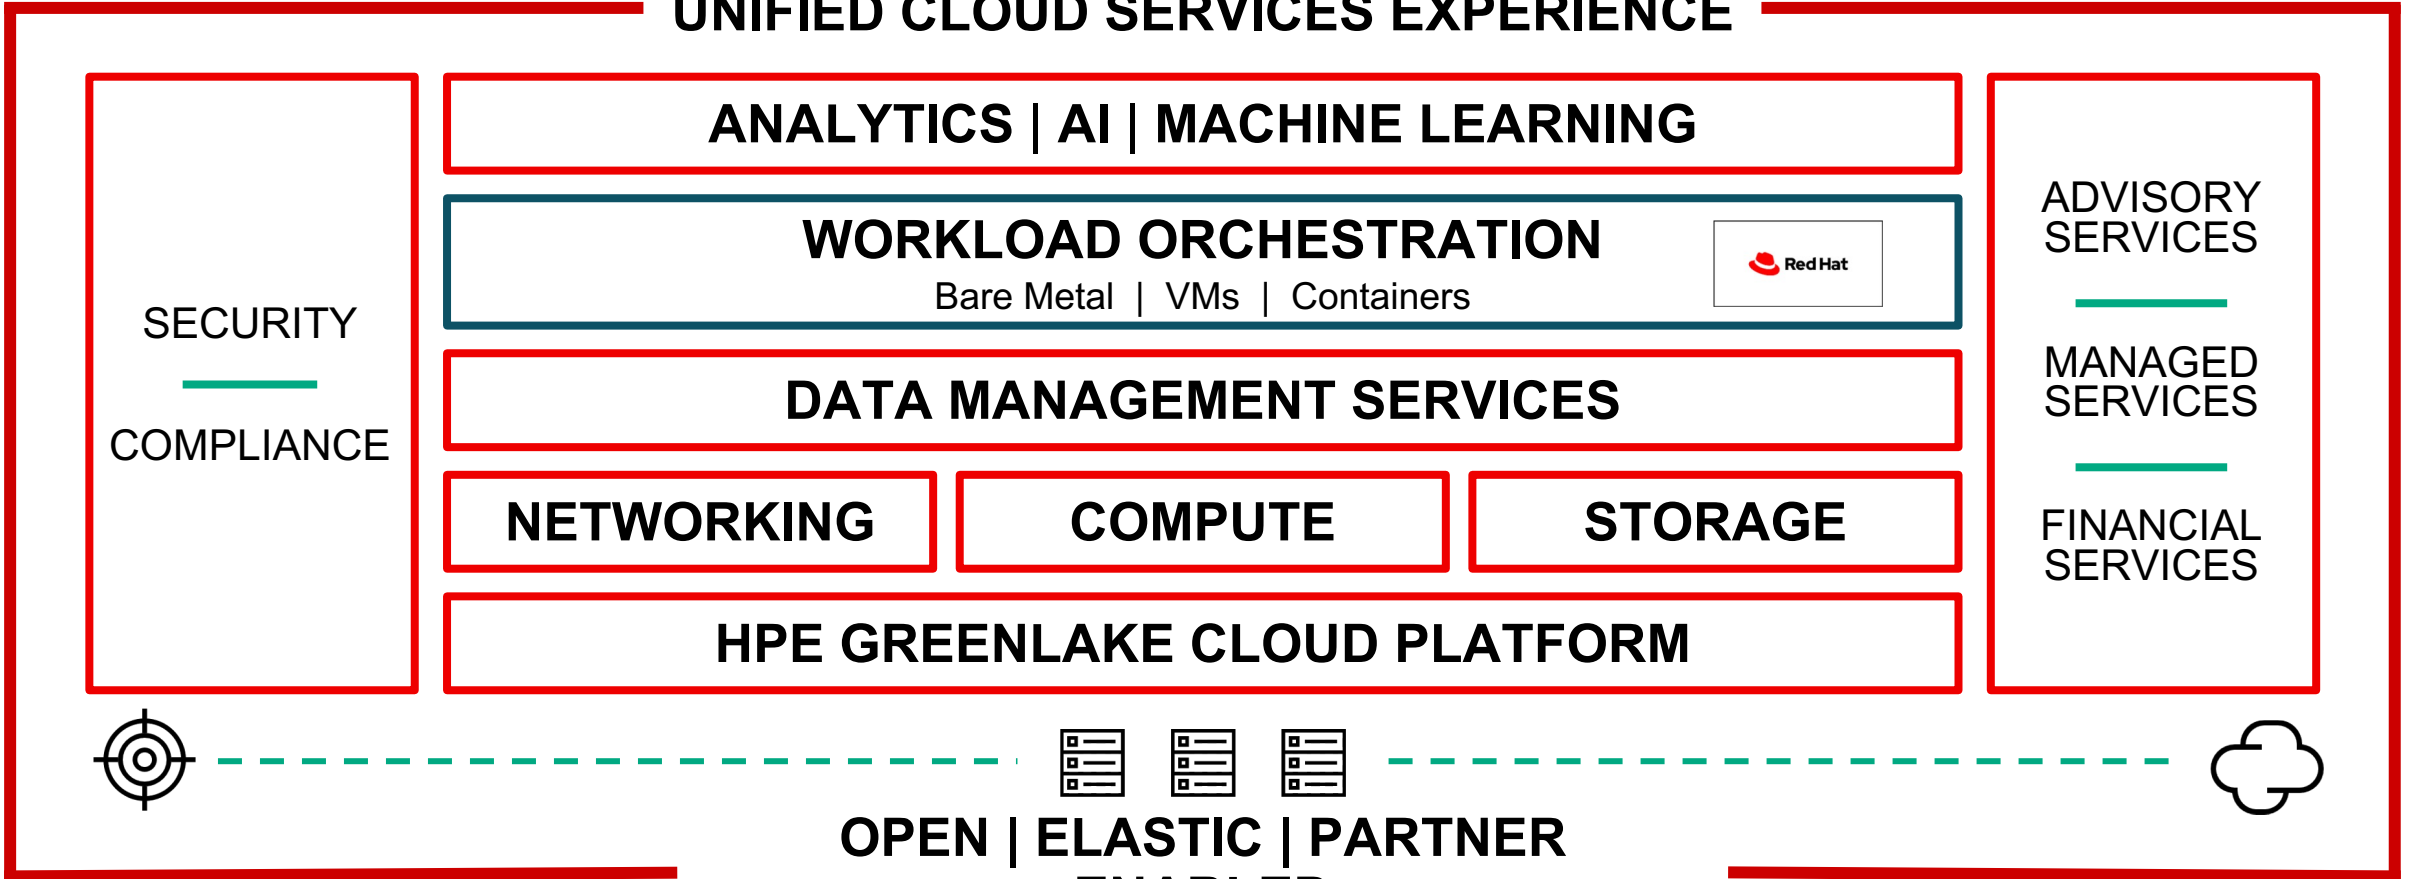 UNIFIED CLOUD SERVICES EXPERIENCE
ANALYTICS | AI | MACHINE LEARNING
WORKLOAD ORCHESTRATION
Bare Metal | VMs | Containers
Red Hat
DATA MANAGEMENT SERVICES
NETWORKING
COMPUTE
STORAGE
HPE GREENLAKE CLOUD PLATFORM
SECURITY
COMPLIANCE
ADVISORY
SERVICES
MANAGED
SERVICES
FINANCIAL
SERVICES
OPEN | ELASTIC | PARTNER